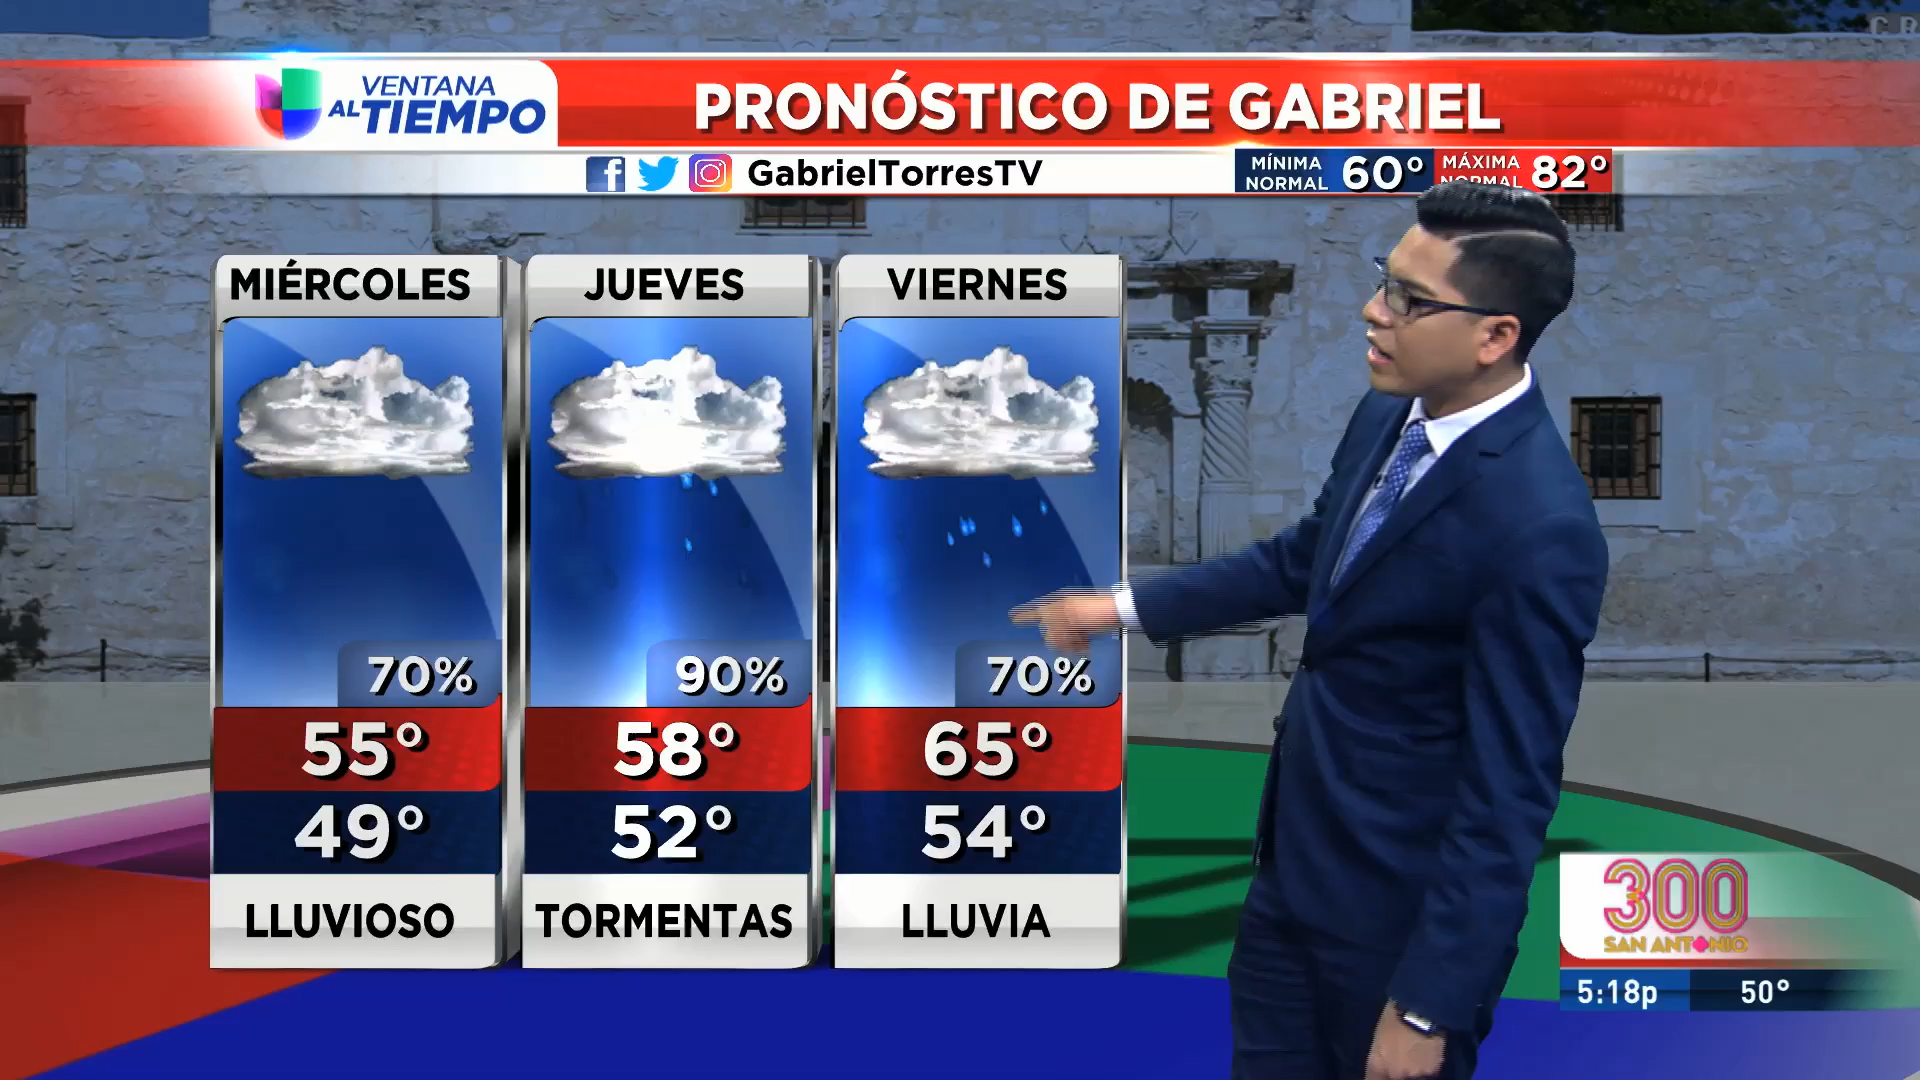 VENTANA
AL TIEMPO
PRONÓSTICO DE GABRIEL
GabrielTorresTV
MÍNIMA
NORMAL
60°
MÁXIMA
NORMAL
82°
MIÉRCOLES
70%
55°
49°
LLUVIOSO
JUEVES
90%
58°
52°
TORMENTAS
VIERNES
70%
65°
54°
LLUVIA
300
SAN ANTONIO
5:18p
50°